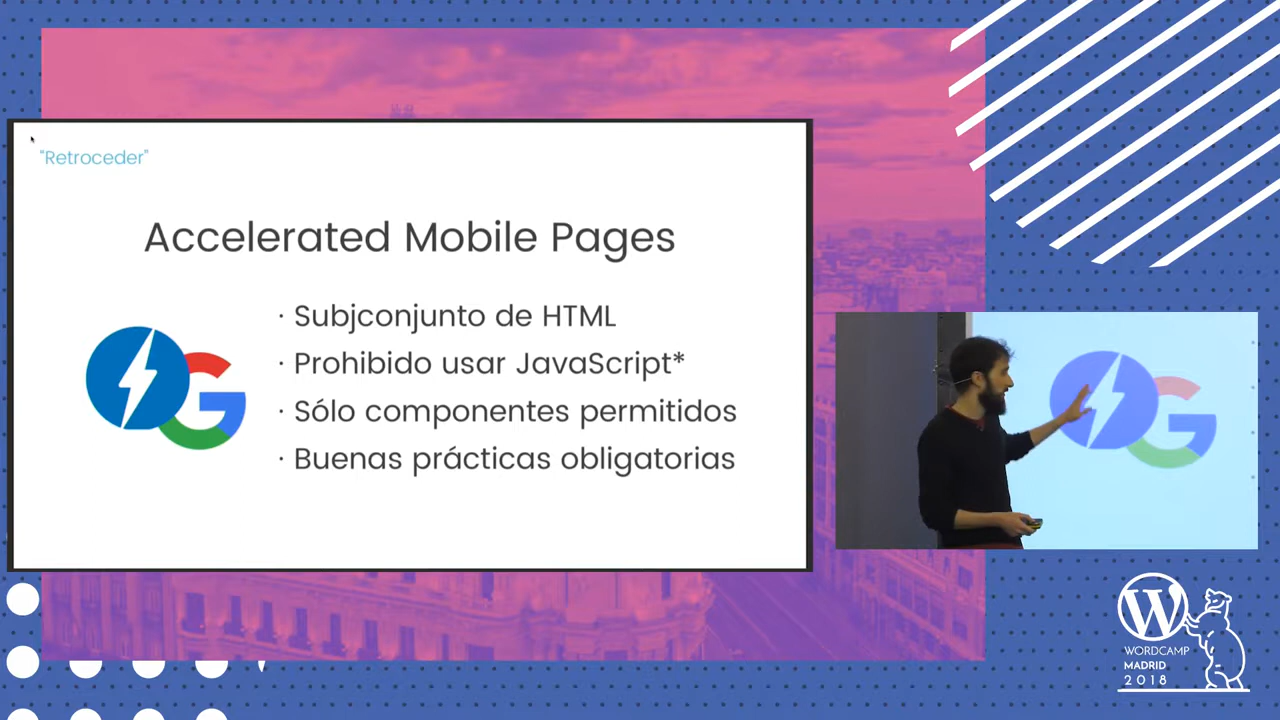 "Retroceder"
Accelerated Mobile Pages
· Subjconjunto de HTML
· Prohibido usar JavaScript*
· Sólo componentes permitidos
· Buenas prácticas obligatorias
WORDCAMP
MADRID
2018